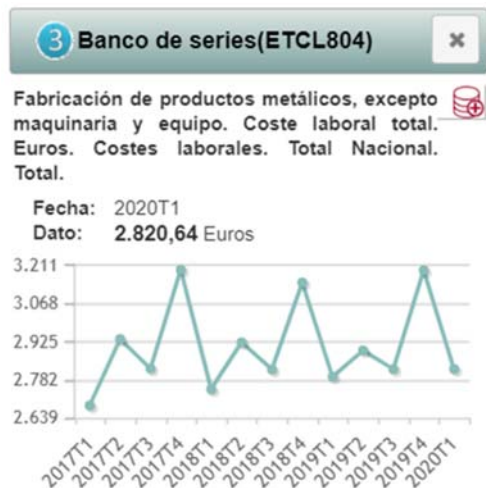 3 Banco de series(ETCL804)
Fabricación de productos metálicos, excepto
maquinaria y equipo. Coste laboral total.
Euros. Costes laborales. Total Nacional.
Total.
Fecha: 2020T1
Dato: 2.820,64 Euros
3.211
3.068
2.925
2.782
2.639
2017T1 2017T2 2017T3 2017T4 2018T1 2018T2 2018T3 2018T4 2019T1 2019T2 2019T3 2019T4 2020T1